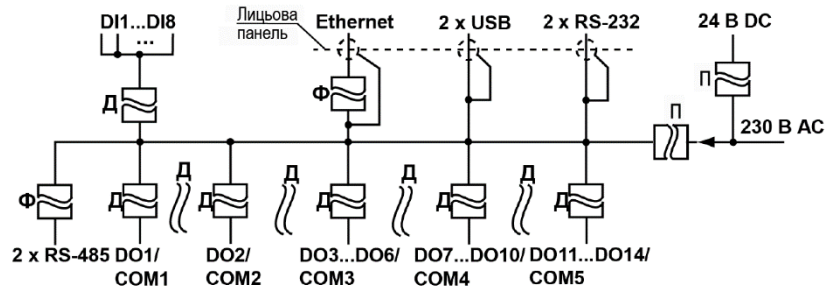 DI1...DI8
...
Лицьова
панель
Ethernet
2 x USB
2 x RS-232
24 В DC
П
Д
Ф
П
230 В АС
Д
Д
Д
Д
Ф
Д
Д
Д
Д
Д
2 x RS-485
DO1/
COM1
DO2/
COM2
DO3...DO6/
COM3
DO7...DO10/
COM4
DO11...DO14/
COM5